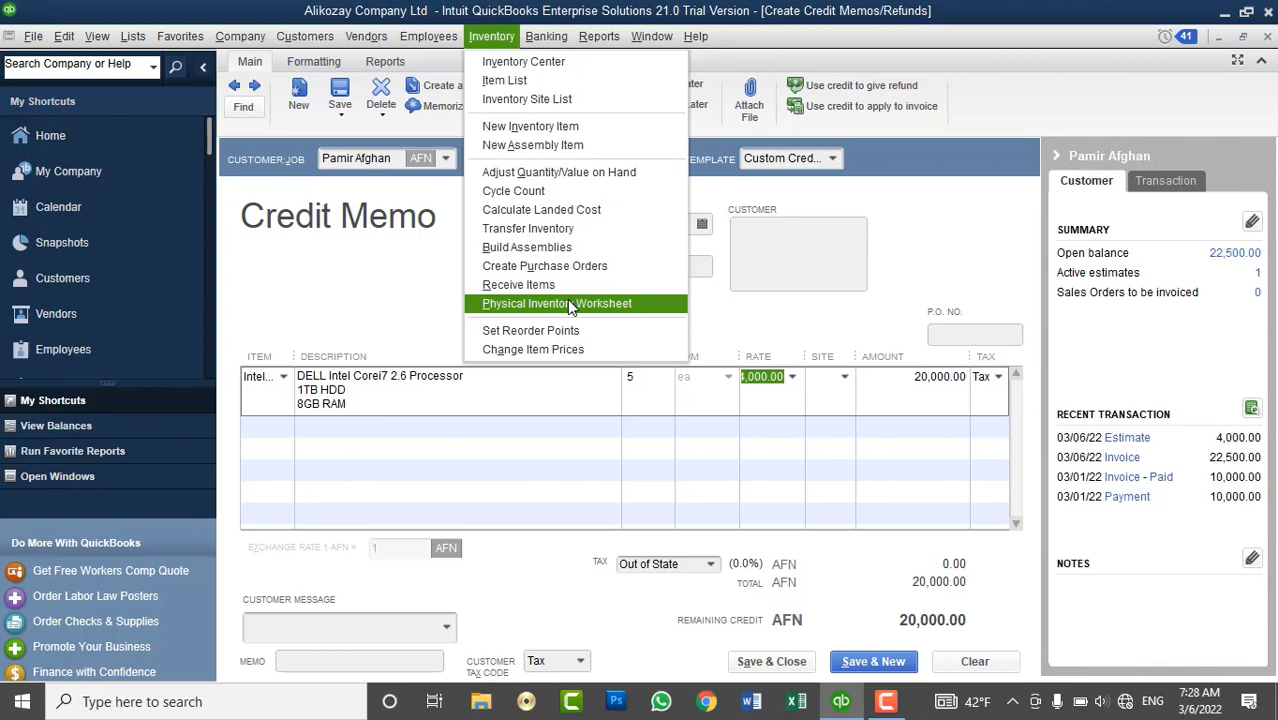 Alikozay Company Ltd - Intuit QuickBooks Enterprise Solutions 21.0 Trial Version - [Create Credit Memos/Refunds]
File Edit View Lists Favorites Company Customers Vendors Employees Inventory Banking Reports Window Help 41
Search Company or Help
My Shortcuts
Home
My Company
Calendar
Snapshots
Customers
Vendors
Employees
My Shortcuts
View Balances
Run Favorite Reports
Open Windows
Do More With QuickBooks
Get Free Workers Comp Quote
Order Labor Law Posters
Order Checks & Supplies
Promote Your Business
Finance with Confidence
Main Formatting Reports
Find New Save Delete Create a
Memoriz
Attach
File
Use credit to give refund
Use credit to apply to invoice
Inventory Center
Item List
Inventory Site List
New Inventory Item
New Assembly Item
Adjust Quantity/Value on Hand
Cycle Count
Calculate Landed Cost
Transfer Inventory
Build Assemblies
Create Purchase Orders
Receive Items
Physical Inventory Worksheet
Set Reorder Points
Change Item Prices
CUSTOMER:JOB Pamir Afghan AFN
EMPLATE Custom Cred...
Credit Memo
CUSTOMER
P.O. NO.
ITEM DESCRIPTION RATE SITE AMOUNT TAX
Intel... DELL Intel Corei7 2.6 Processor 5 ea 4,000.00 20,000.00 Tax
1TB HDD
8GB RAM
EXCHANGE RATE 1 AFN = 1 AFN
TAX Out of State (0.0%) AFN 0.00
TOTAL AFN 20,000.00
CUSTOMER MESSAGE
REMAINING CREDIT AFN 20,000.00
MEMO
CUSTOMER
TAX CODE
Tax
Save & Close Save & New Clear
Pamir Afghan
Customer Transaction
SUMMARY
Open balance 22,500.00
Active estimates 1
Sales Orders to be invoiced 0
RECENT TRANSACTION
03/06/22 Estimate 4,000.00
03/06/22 Invoice 22,500.00
03/01/22 Invoice - Paid 10,000.00
03/01/22 Payment 10,000.00
NOTES
Type here to search
42°F
ENG
7:28 AM
3/6/2022